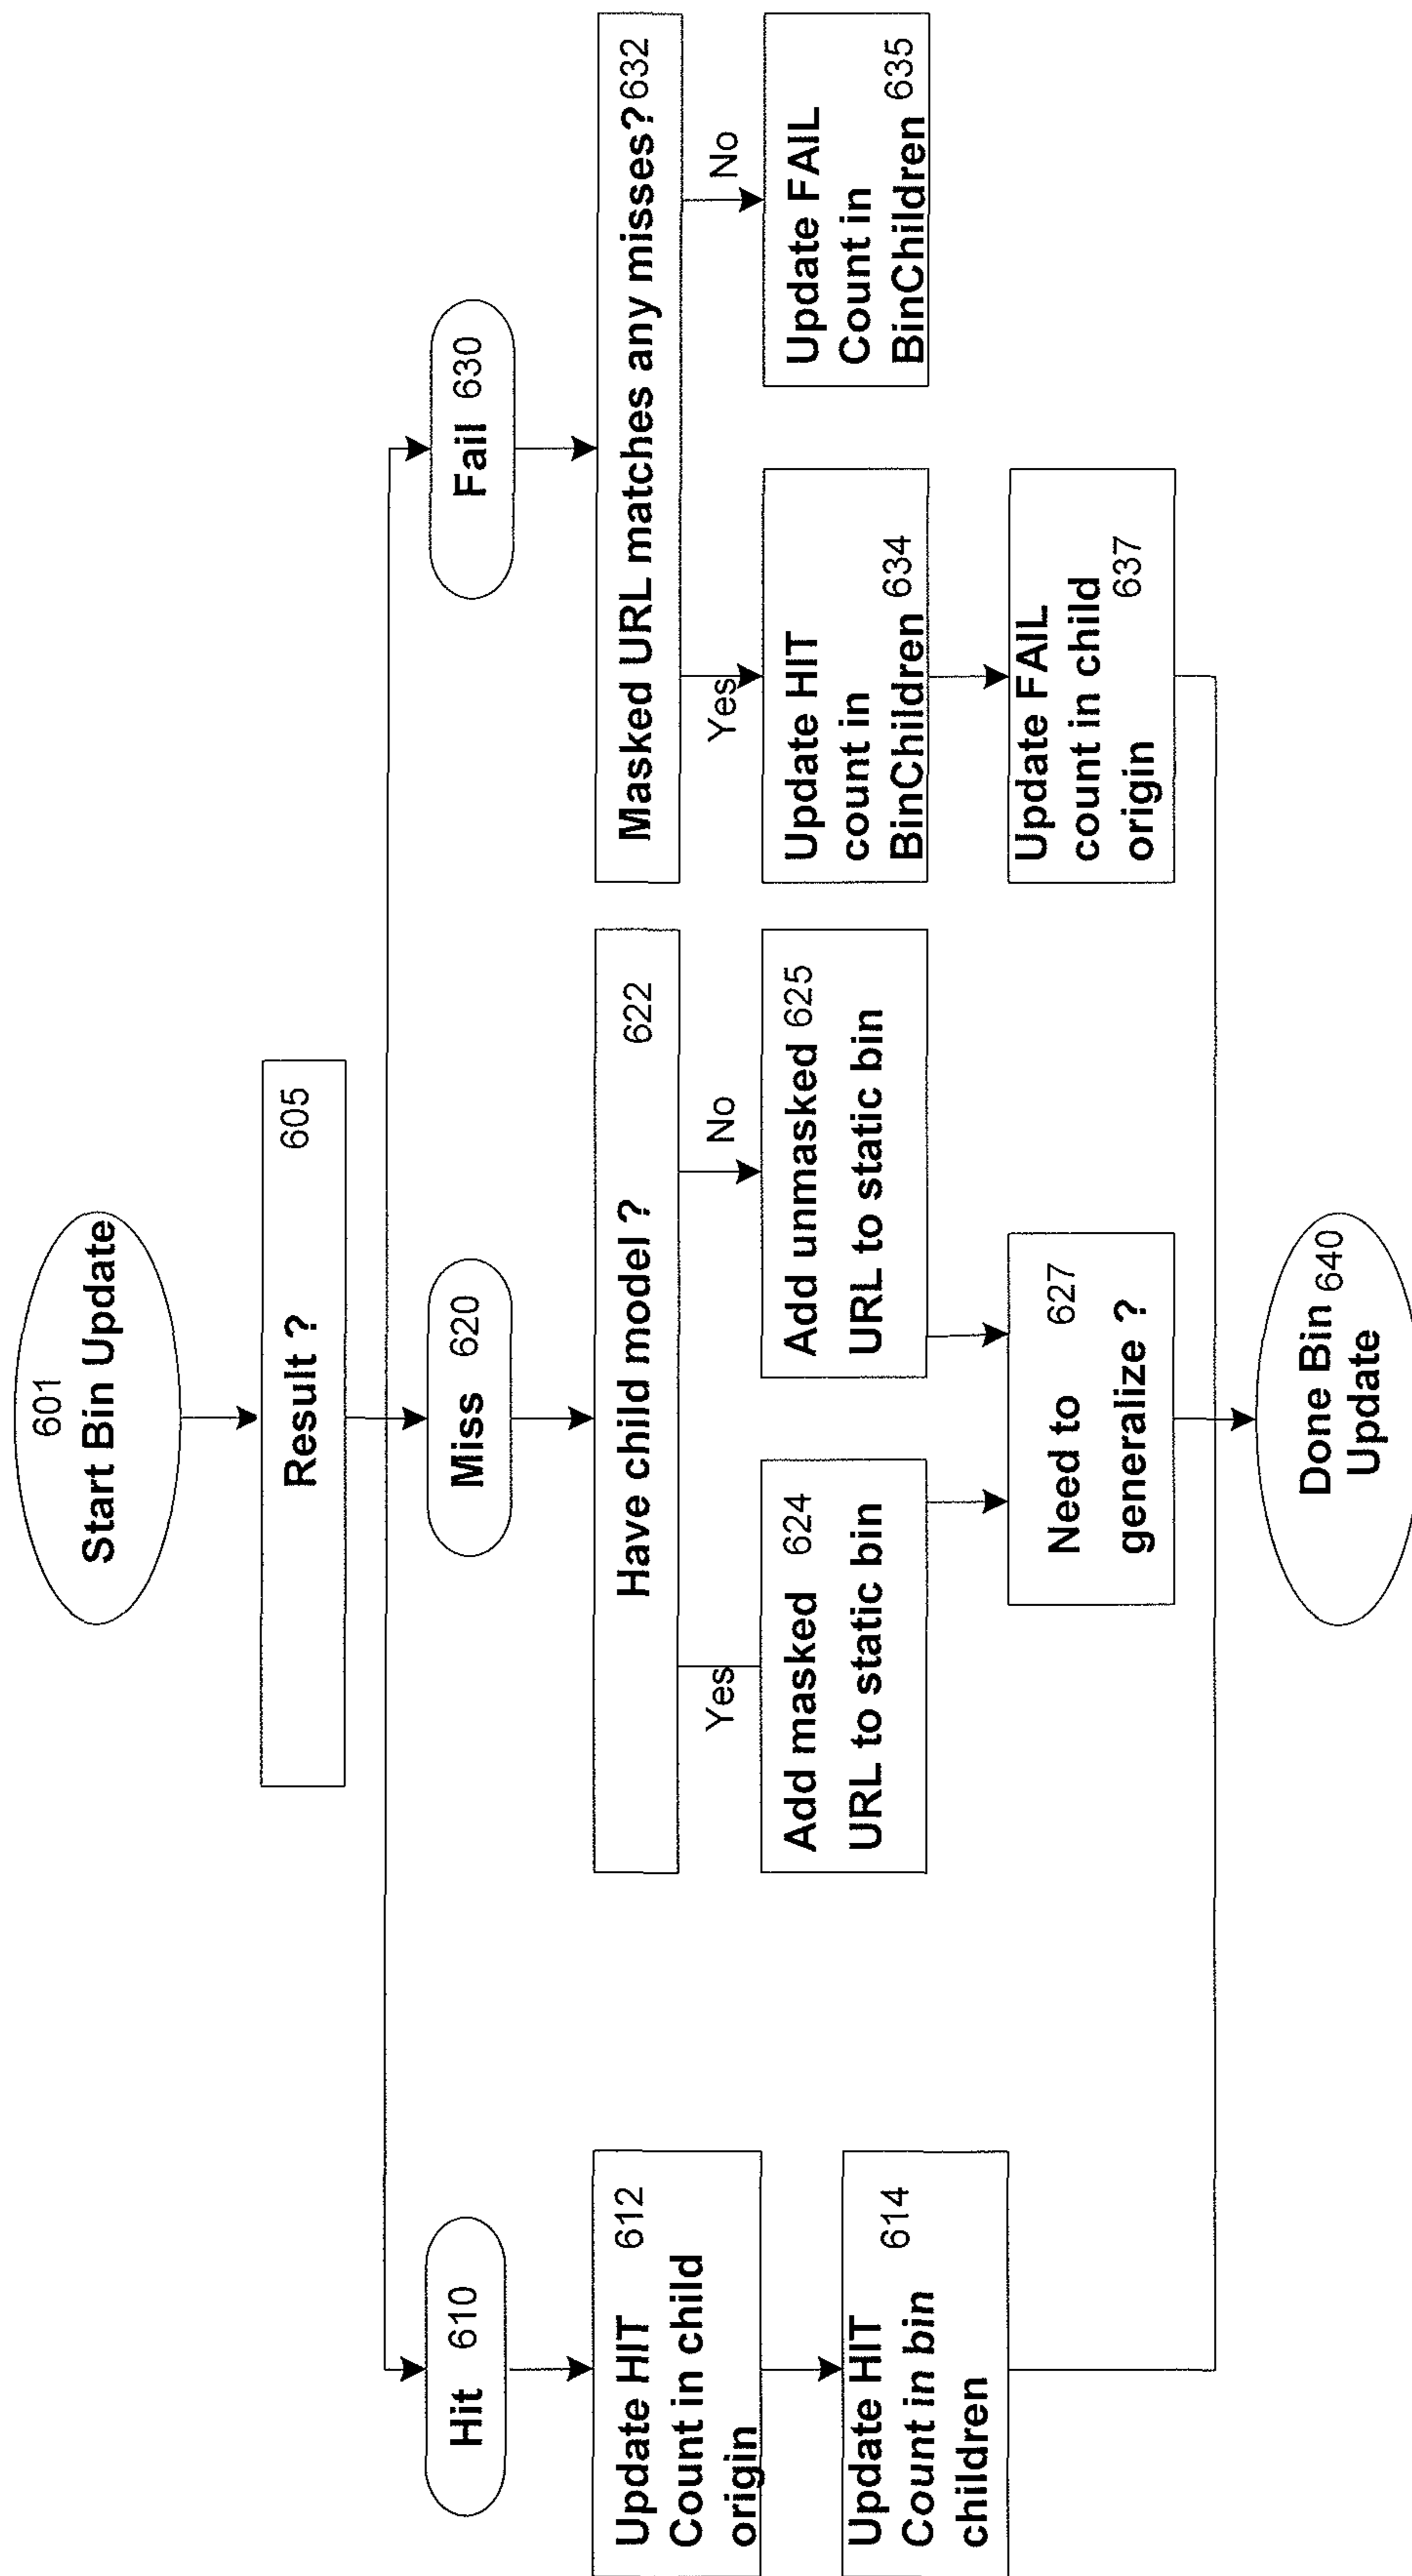 601
Start Bin Update
Result ? 605
Hit 610
Update HIT 612
Count in child
origin
Update HIT
Count in bin 614
children
Miss 620
Have child model ? 622
Yes
No
Add masked 624
URL to static bin
Add unmasked 625
URL to static bin
Need to 627
generalize ?
Fail 630
Masked URL matches any misses? 632
Yes
No
Update HIT
count in
BinChildren 634
Update FAIL
Count in
BinChildren 635
Update FAIL
count in child
origin 637
Done Bin 640
Update